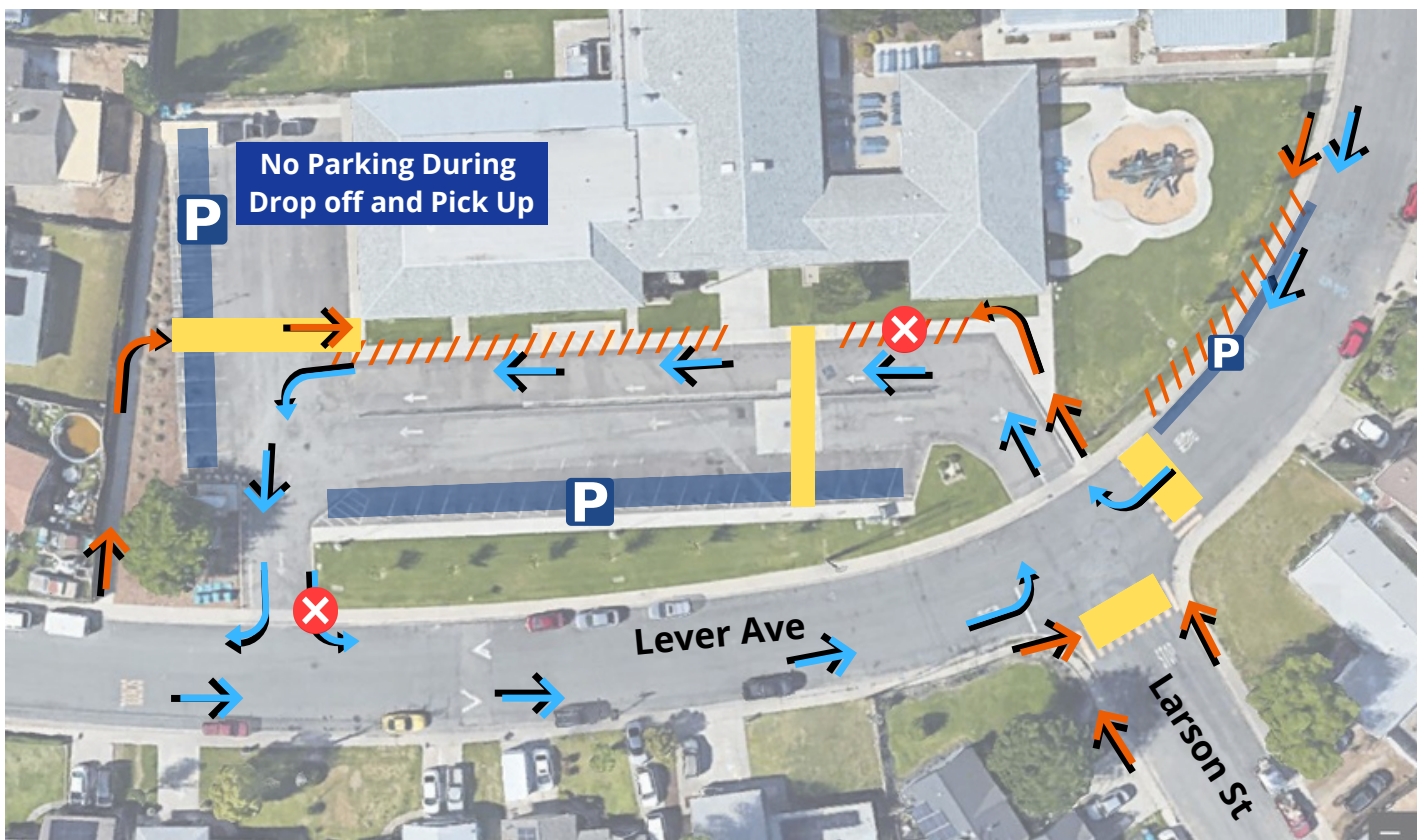 No Parking During
Drop off and Pick Up
P
P
P
Lever Ave
Larson St